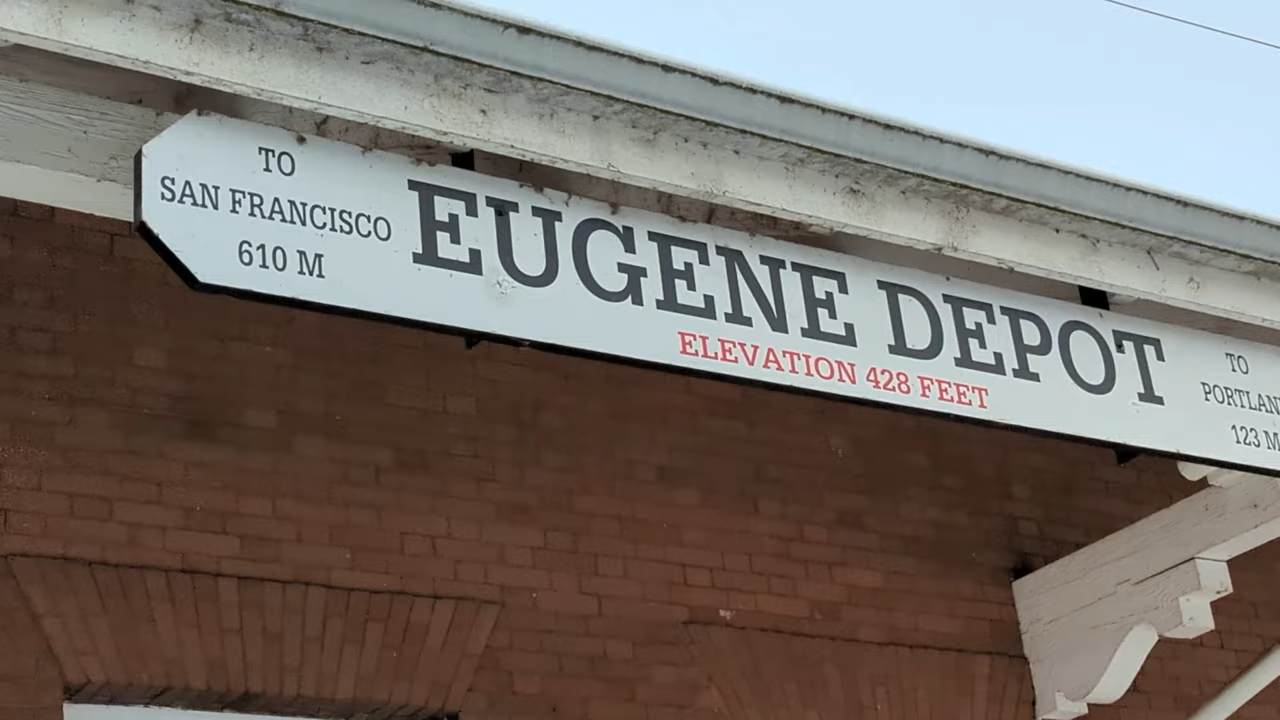 TO
SAN FRANCISCO
610 M
EUGENE DEPOT
ELEVATION 428 FEET
TO
PORTLAN
123 M